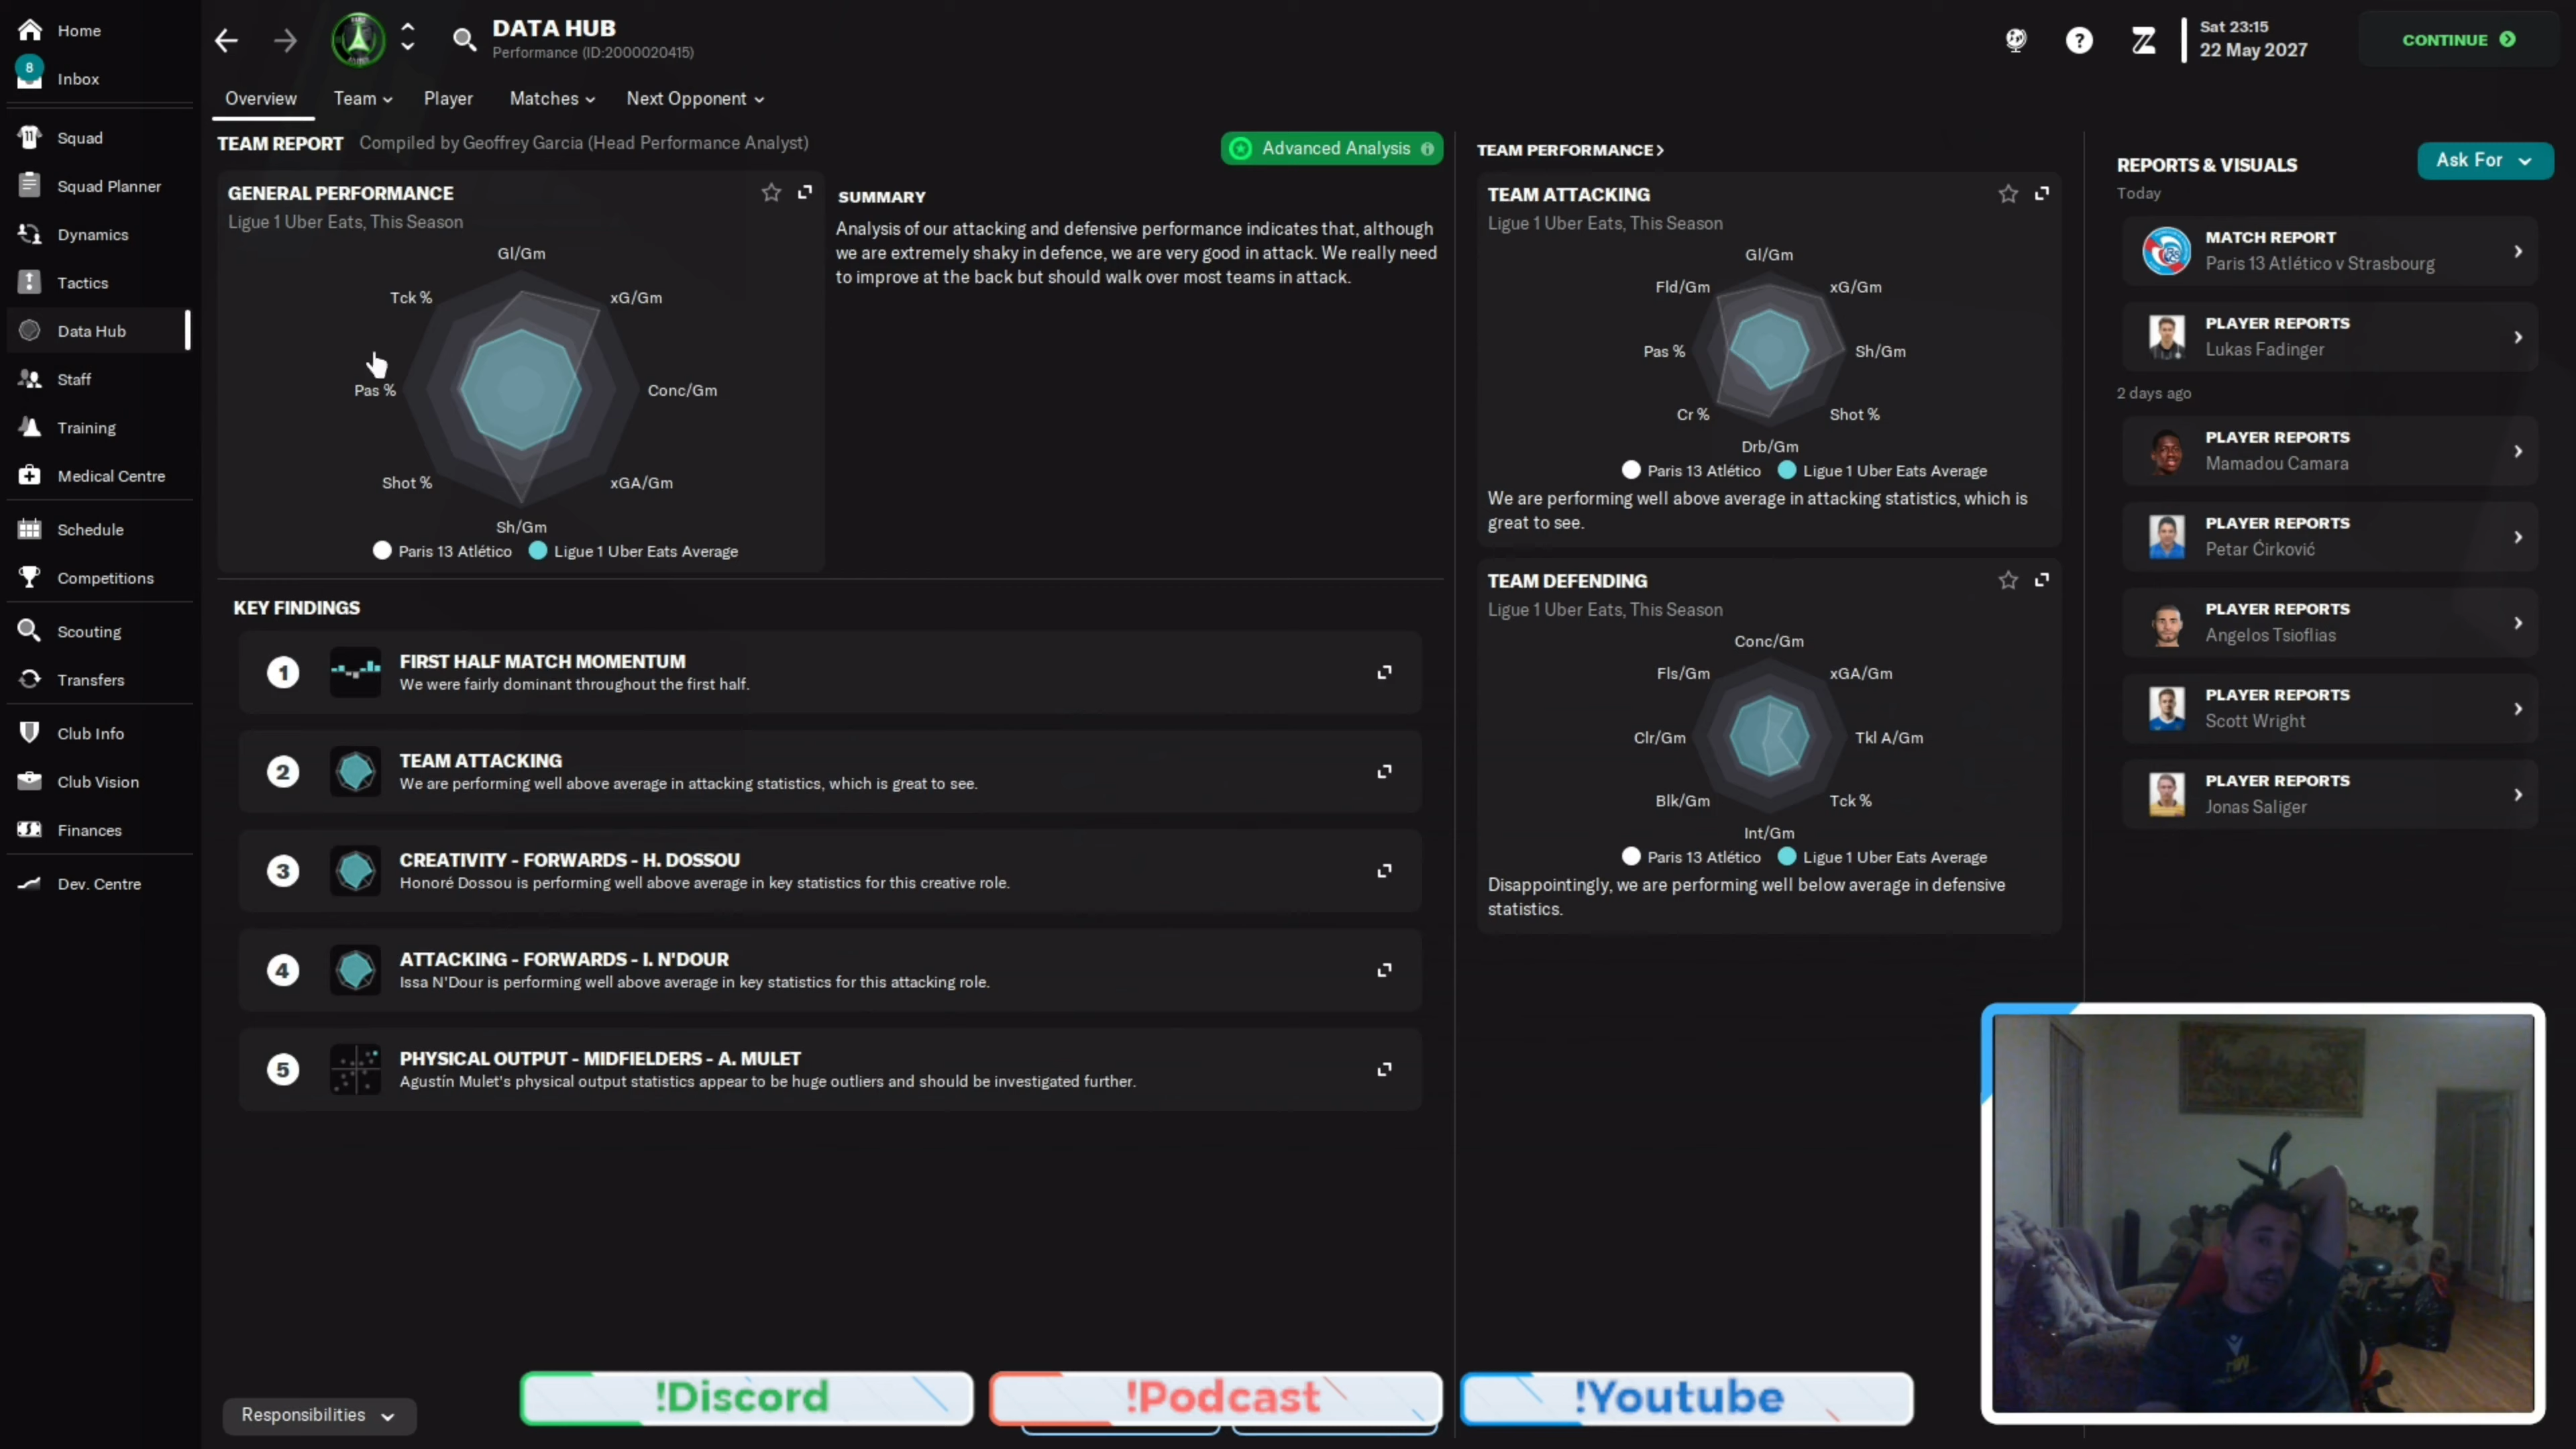 Home
8
Inbox
Squad
Squad Planner
Dynamics
Tactics
Data Hub
Staff
Training
Medical Centre
Schedule
Competitions
Scouting
Transfers
Club Info
Club Vision
Finances
Dev. Centre
DATA HUB
Performance (ID:2000020415)
Sat 23:15
22 May 2027
CONTINUE
Overview
Team
Player
Matches
Next Opponent
TEAM REPORT Compiled by Geoffrey Garcia (Head Performance Analyst)
Advanced Analysis
GENERAL PERFORMANCE
Ligue 1 Uber Eats, This Season
Gl/Gm
xG/Gm
Conc/Gm
xGA/Gm
Sh/Gm
Shot %
Pas %
Tck %
Paris 13 Atlético
Ligue 1 Uber Eats Average
SUMMARY
Analysis of our attacking and defensive performance indicates that, although
we are extremely shaky in defence, we are very good in attack. We really need
to improve at the back but should walk over most teams in attack.
KEY FINDINGS
1
FIRST HALF MATCH MOMENTUM
We were fairly dominant throughout the first half.
2
TEAM ATTACKING
We are performing well above average in attacking statistics, which is great to see.
3
CREATIVITY - FORWARDS - H. DOSSOU
Honoré Dossou is performing well above average in key statistics for this creative role.
4
ATTACKING - FORWARDS - I. N'DOUR
Issa N'Dour is performing well above average in key statistics for this attacking role.
5
PHYSICAL OUTPUT - MIDFIELDERS - A. MULET
Agustín Mulet's physical output statistics appear to be huge outliers and should be investigated further.
TEAM PERFORMANCE >
TEAM ATTACKING
Ligue 1 Uber Eats, This Season
Gl/Gm
xG/Gm
Sh/Gm
Shot %
Drb/Gm
Cr %
Pas %
Fld/Gm
Paris 13 Atlético
Ligue 1 Uber Eats Average
We are performing well above average in attacking statistics, which is
great to see.
TEAM DEFENDING
Ligue 1 Uber Eats, This Season
Conc/Gm
xGA/Gm
Tkl A/Gm
Tck %
Int/Gm
Blk/Gm
Clr/Gm
Fls/Gm
Paris 13 Atlético
Ligue 1 Uber Eats Average
Disappointingly, we are performing well below average in defensive
statistics.
REPORTS & VISUALS
Ask For
Today
MATCH REPORT
Paris 13 Atlético v Strasbourg
PLAYER REPORTS
Lukas Fadinger
2 days ago
PLAYER REPORTS
Mamadou Camara
PLAYER REPORTS
Petar Ćirković
PLAYER REPORTS
Angelos Tsioflias
PLAYER REPORTS
Scott Wright
PLAYER REPORTS
Jonas Saliger
Responsibilities
!Discord
!Podcast
!Youtube